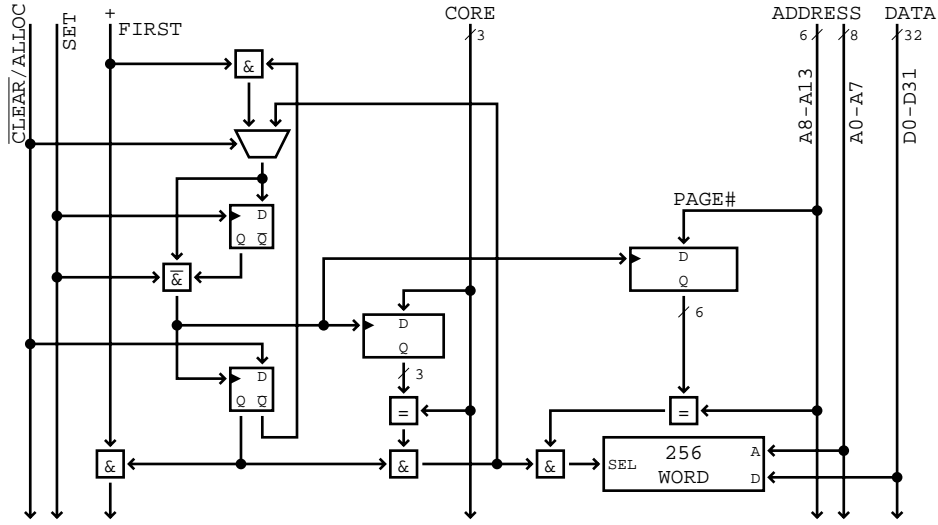 C̅L̅E̅A̅R̅/ALLOC
SET
+
FIRST
CORE
3
ADDRESS
6
8
DATA
32
A8-A13
A0-A7
D0-D31
&
D
Q Q̅
&̅
PAGE#
D
Q
6
D
Q
3
D
Q Q̅
=
=
&
&
&
SEL
256
WORD
A
D